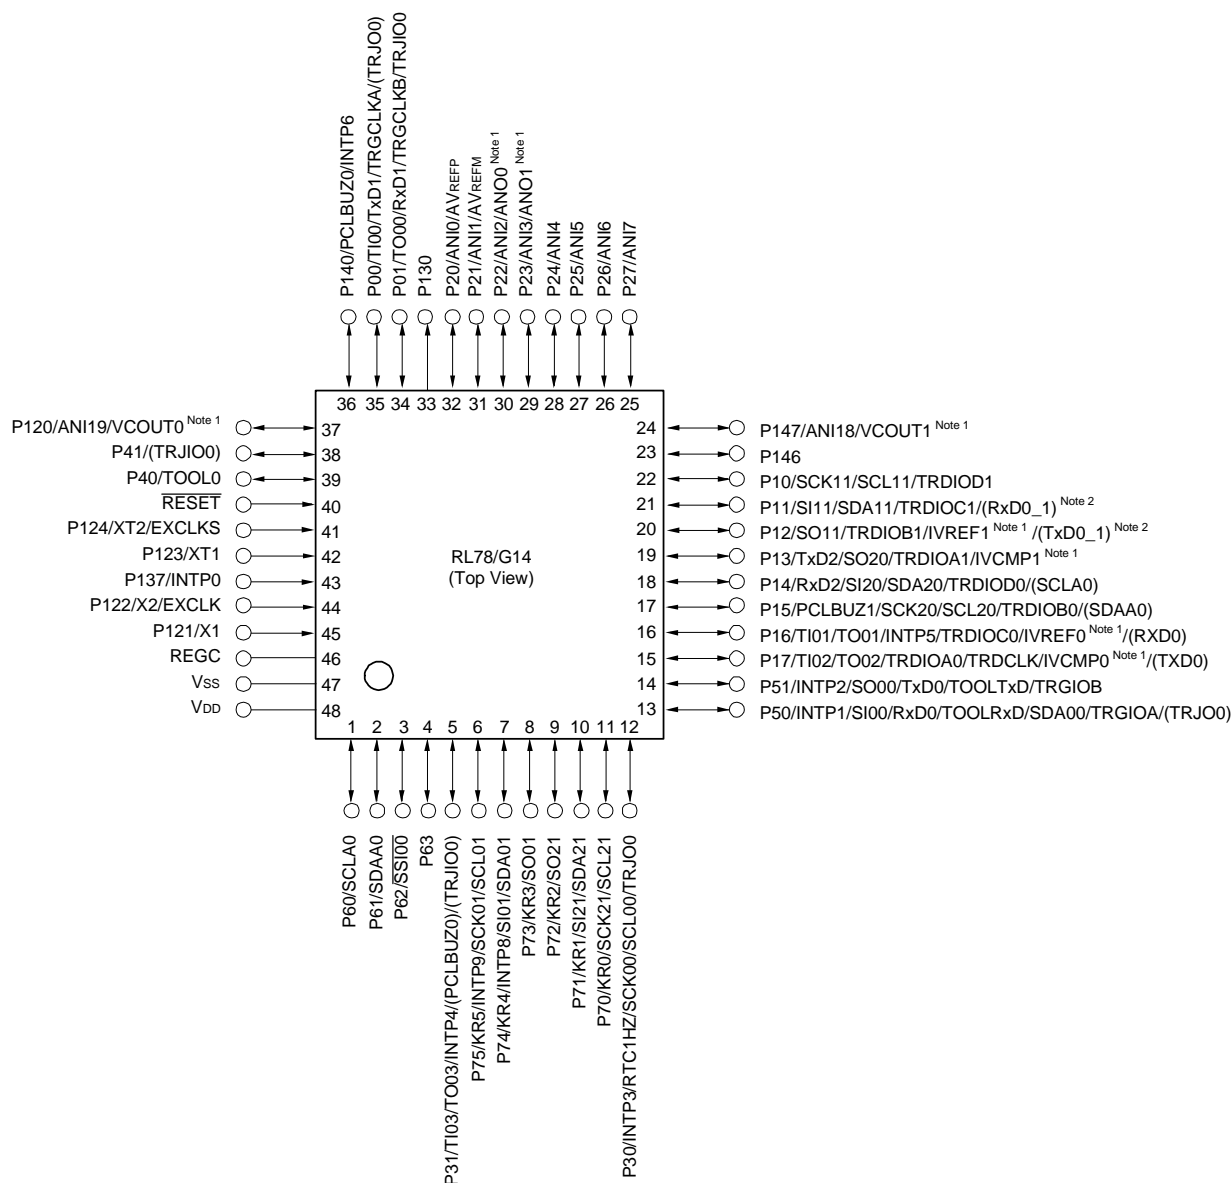 P140/PCLBUZ0/INTP6
P00/TI00/TxD1/TRGCLKA/(TRJO0)
P01/TO00/RxD1/TRGCLKB/TRJIO0
P130
P20/ANI0/AVREFP
P21/ANI1/AVREFM
P22/ANI2/ANO0 Note 1
P23/ANI3/ANO1 Note 1
P24/ANI4
P25/ANI5
P26/ANI6
P27/ANI7
36 35 34 33 32 31 30 29 28 27 26 25
P120/ANI19/VCOUT0 Note 1 37
P41/(TRJIO0) 38
P40/TOOL0 39
RESET 40
P124/XT2/EXCLKS 41
P123/XT1 42
P137/INTP0 43
P122/X2/EXCLK 44
P121/X1 45
REGC 46
VSS 47
VDD 48
RL78/G14
(Top View)
24 P147/ANI18/VCOUT1 Note 1
23 P146
22 P10/SCK11/SCL11/TRDIOD1
21 P11/SI11/SDA11/TRDIOC1/(RxD0_1) Note 2
20 P12/SO11/TRDIOB1/IVREF1 Note 1 /(TxD0_1) Note 2
19 P13/TxD2/SO20/TRDIOA1/IVCMP1 Note 1
18 P14/RxD2/SI20/SDA20/TRDIOD0/(SCLA0)
17 P15/PCLBUZ1/SCK20/SCL20/TRDIOB0/(SDAA0)
16 P16/TI01/TO01/INTP5/TRDIOC0/IVREF0 Note 1/(RXD0)
15 P17/TI02/TO02/TRDIOA0/TRDCLK/IVCMP0 Note 1/(TXD0)
14 P51/INTP2/SO00/TxD0/TOOLTxD/TRGIOB
13 P50/INTP1/SI00/RxD0/TOOLRxD/SDA00/TRGIOA/(TRJO0)
1 2 3 4 5 6 7 8 9 10 11 12
P60/SCLA0
P61/SDAA0
P62/SSI00
P63
P31/TI03/TO03/INTP4/(PCLBUZ0)/(TRJIO0)
P75/KR5/INTP9/SCK01/SCL01
P74/KR4/INTP8/SI01/SDA01
P73/KR3/SO01
P72/KR2/SO21
P71/KR1/SI21/SDA21
P70/KR0/SCK21/SCL21
P30/INTP3/RTC1HZ/SCK00/SCL00/TRJO0